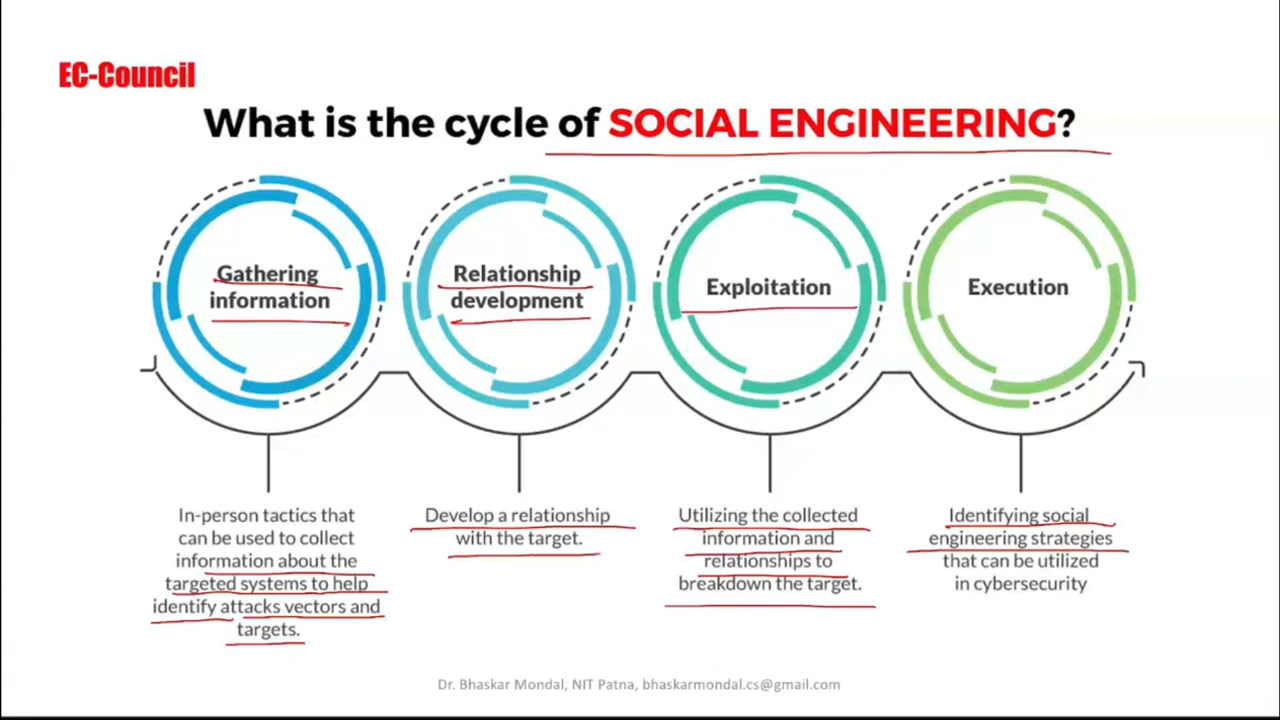 EC-Council
What is the cycle of SOCIAL ENGINEERING?
Gathering
information
Relationship
development
Exploitation
Execution
In-person tactics that
can be used to collect
information about the
targeted systems to help
identify attacks vectors and
targets.
Develop a relationship
with the target.
Utilizing the collected
information and
relationships to
breakdown the target.
Identifying social
engineering strategies
that can be utilized
in cybersecurity
Dr. Bhaskar Mondal, NIT Patna, bhaskarmondal.cs@gmail.com